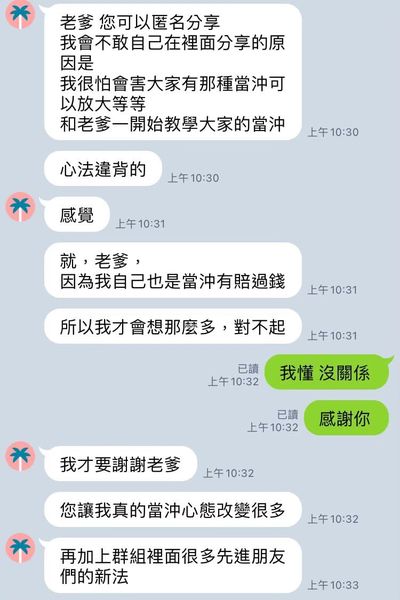 老爹 您可以匿名分享
我會不敢自己在裡面分享的原
因是
我很怕會害大家有那種當沖可
以放大等等
和老爹一開始教學大家的當沖
上午10:30
心法違背的
上午10:30
感覺
上午10:31
就，老爹，
因為我自己也是當沖有賠過錢
上午10:31
所以我才會想那麼多，對不起
上午10:31
已讀
上午10:32
我懂 沒關係
已讀
上午10:32
感謝你
我才要謝謝老爹
上午10:32
您讓我真的當沖心態改變很多
上午10:32
再加上群組裡面很多先進朋友
們的新法
上午10:33